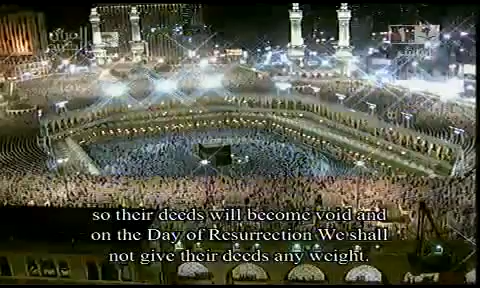 so their deeds will become void and
on the Day of Resurrection We shall
not give their deeds any weight.